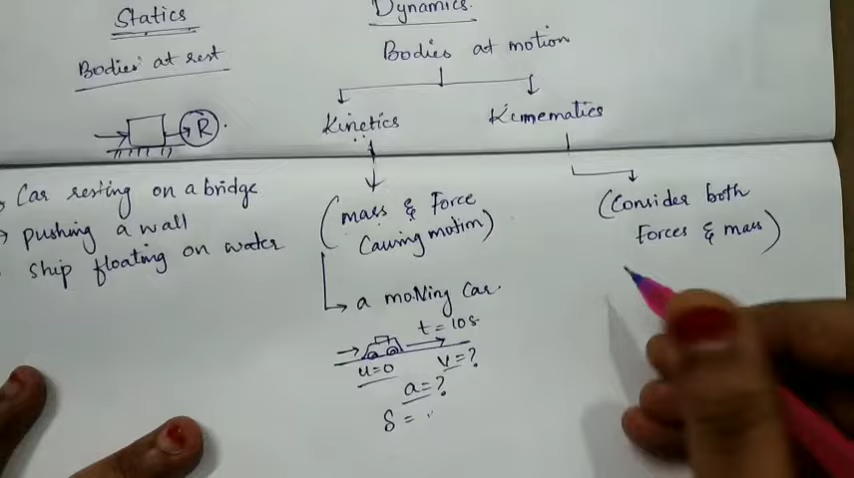 Statics
Bodies at rest
R
Car resting on a bridge
pushing a wall
ship floating on water
Dynamics.
Bodies at motion
Kinetics
(mass & Force
Causing motion)
a moving Car.
t = 10s
u=0
v=?
a=?
S =
Kinematics
(Consider both
Forces & mass)